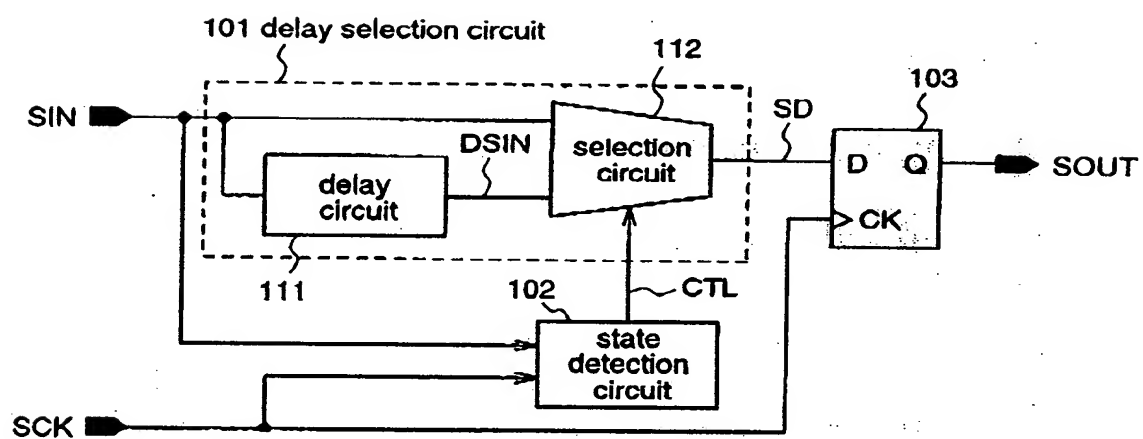 101 delay selection circuit
112
103
SIN
DSIN
SD
selection
circuit
D Q
SOUT
delay
circuit
CK
111
102
CTL
state
detection
circuit
SCK